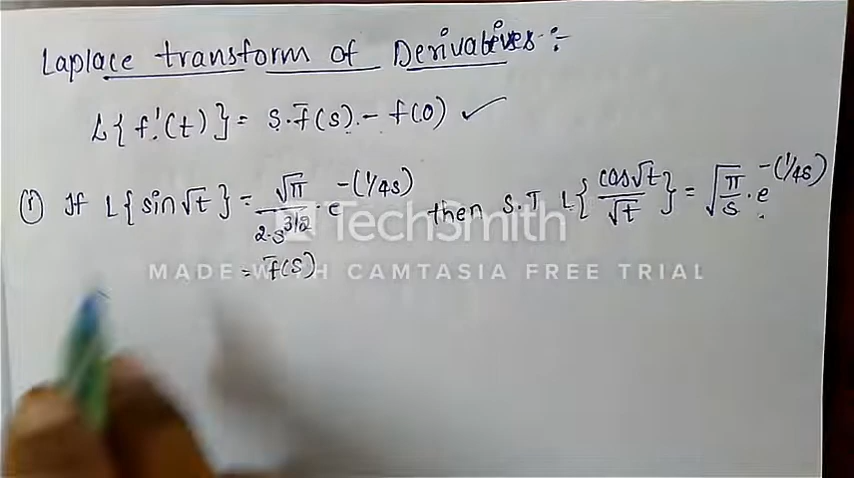 Laplace transform of Derivatives :-
L{f'(t)} = s.f̄(s) - f(0) ✓
① If L{sin√t} = √π/2.s^3/2 . e^-(1/4s) then S.T L{cos√t/√t} = √π/s . e^-(1/4s)
= f̄(s)
TechSmith
MADE WITH CAMTASIA FREE TRIAL